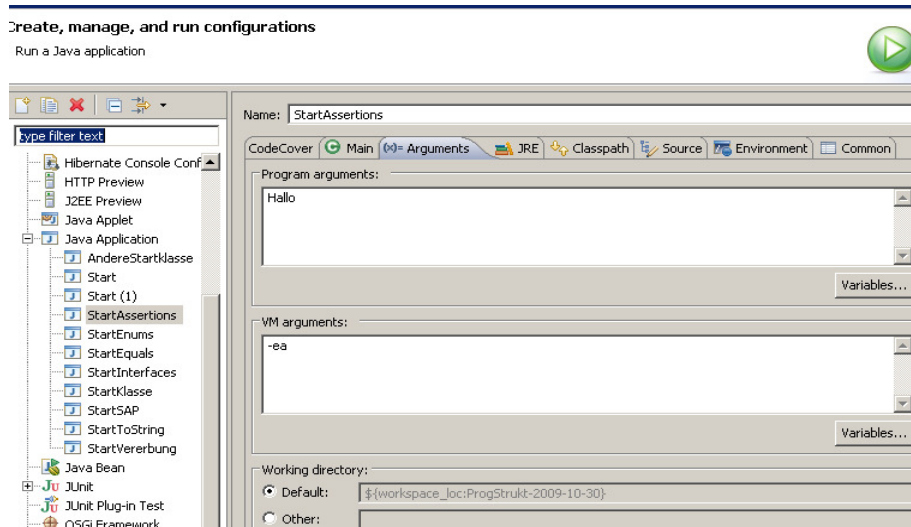 Create, manage, and run configurations
Run a Java application
type filter text
Hibernate Console Conf
HTTP Preview
J2EE Preview
Java Applet
Java Application
AndereStartklasse
Start
Start (1)
StartAssertions
StartEnums
StartEquals
StartInterfaces
StartKlasse
StartSAP
StartToString
StartVererbung
Java Bean
JUnit
JUnit Plug-in Test
OSGi Framework
Name: StartAssertions
CodeCover Main (x)= Arguments JRE Classpath Source Environment Common
Program arguments:
Hallo
Variables...
VM arguments:
-ea
Variables...
Working directory:
Default: ${workspace_loc:ProgStrukt-2009-10-30}
Other: